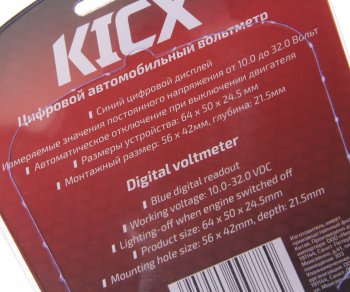 KICX
Цифровой автомобильный вольтметр
Синий цифровой дисплей
Измеряемые значения постоянного напряжения от 10.0 до 32.0 Вольт
Автоматическое отключение при выключении двигателя
Размеры устройства: 64 x 50 x 24.5 мм
Монтажный размер: 56 x 42мм, глубина: 21.5мм
Digital voltmeter
Blue digital readout
Working voltage: 10.0-32.0 VDC
Lighting-off when engine switched off
Product size: 64 x 50 x 24.5mm
Mounting hole size: 56 x 42mm, depth: 21.5mm